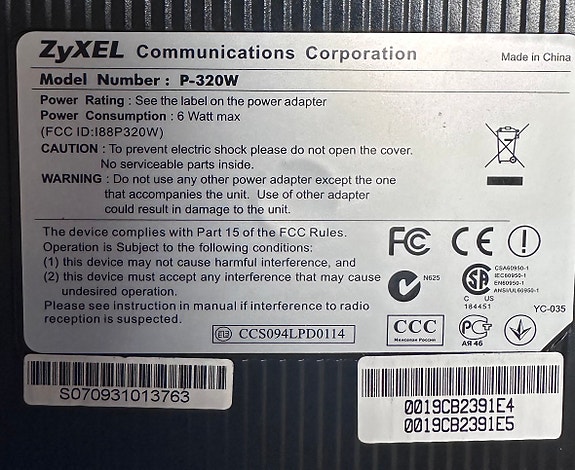 ZyXEL Communications Corporation Made in China
Model Number : P-320W
Power Rating : See the label on the power adapter
Power Consumption : 6 Watt max
(FCC ID:I88P320W)
CAUTION : To prevent electric shock please do not open the cover.
No serviceable parts inside.
WARNING : Do not use any other power adapter except the one
that accompanies the unit. Use of other adapter
could result in damage to the unit.
The device complies with Part 15 of the FCC Rules.
Operation is Subject to the following conditions:
(1) this device may not cause harmful interference, and
(2) this device must accept any interference that may cause
undesired operation.
Please see instruction in manual if interference to radio
reception is suspected.
FC CE
N625
CSA60950-1
IEC60950-1
EN60950-1
ANSI/UL60950-1
C US
184451
YC-035
CCS094LPD0114
CCC
АЯ 46
S070931013763
0019CB2391E4
0019CB2391E5